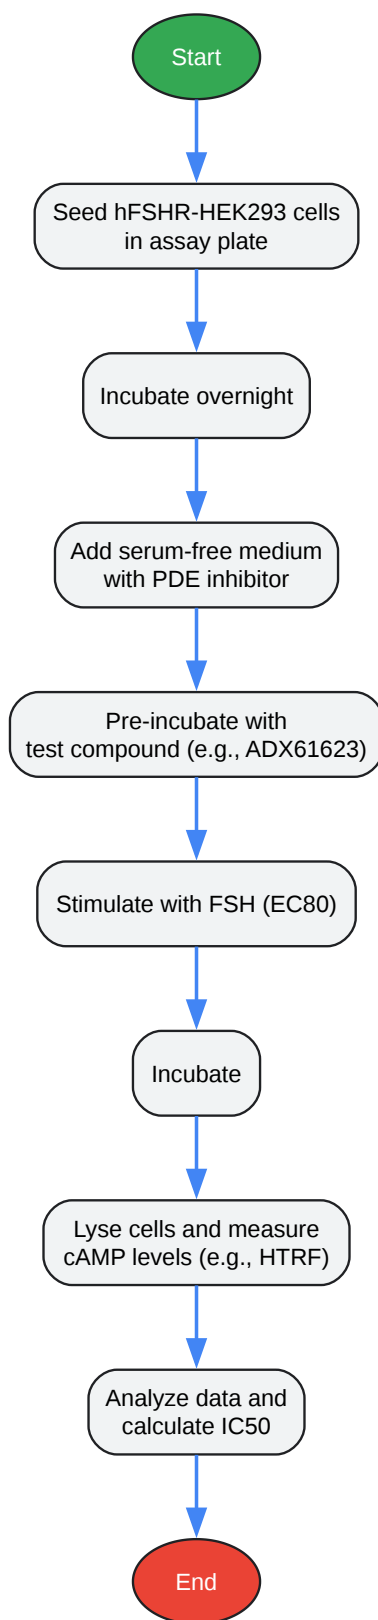 Start
Seed hFSHR-HEK293 cells
in assay plate
Incubate overnight
Add serum-free medium
with PDE inhibitor
Pre-incubate with
test compound (e.g., ADX61623)
Stimulate with FSH (EC80)
Incubate
Lyse cells and measure
cAMP levels (e.g., HTRF)
Analyze data and
calculate IC50
End